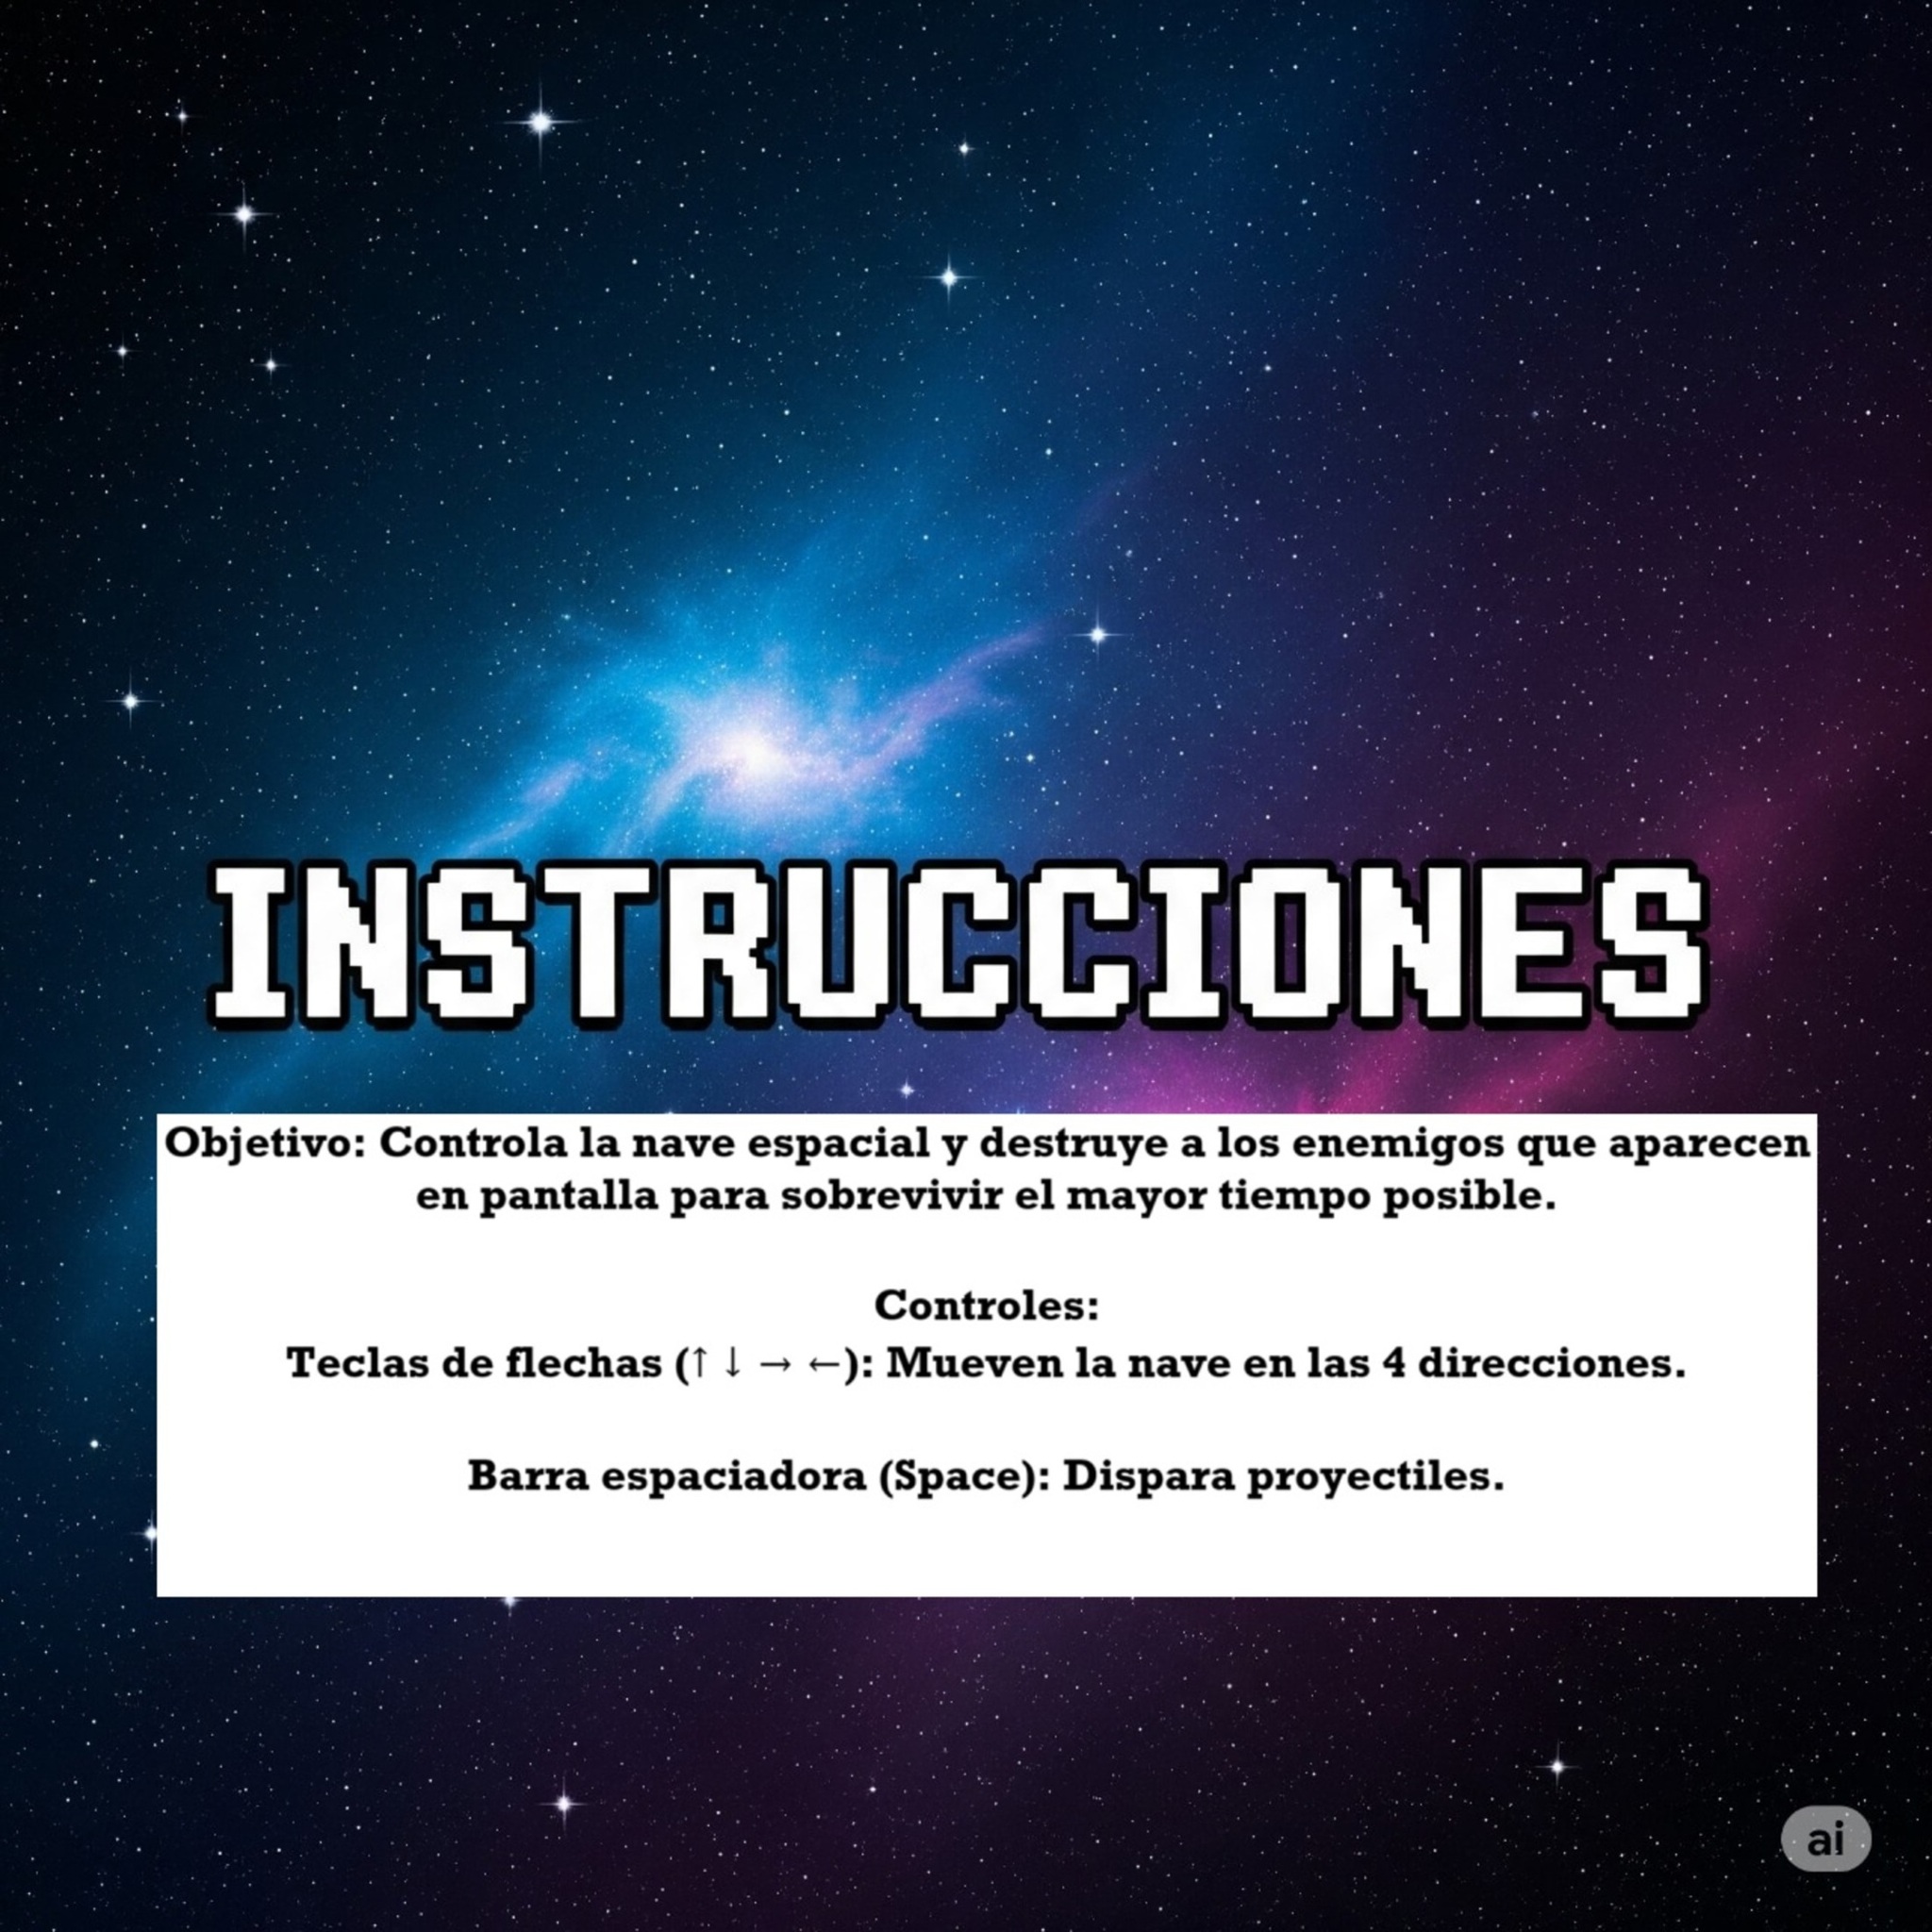 INSTRUCCIONES
Objetivo: Controla la nave espacial y destruye a los enemigos que aparecen
en pantalla para sobrevivir el mayor tiempo posible.
Controles:
Teclas de flechas (↑ ↓ → ←): Mueven la nave en las 4 direcciones.
Barra espaciadora (Space): Dispara proyectiles.
ai